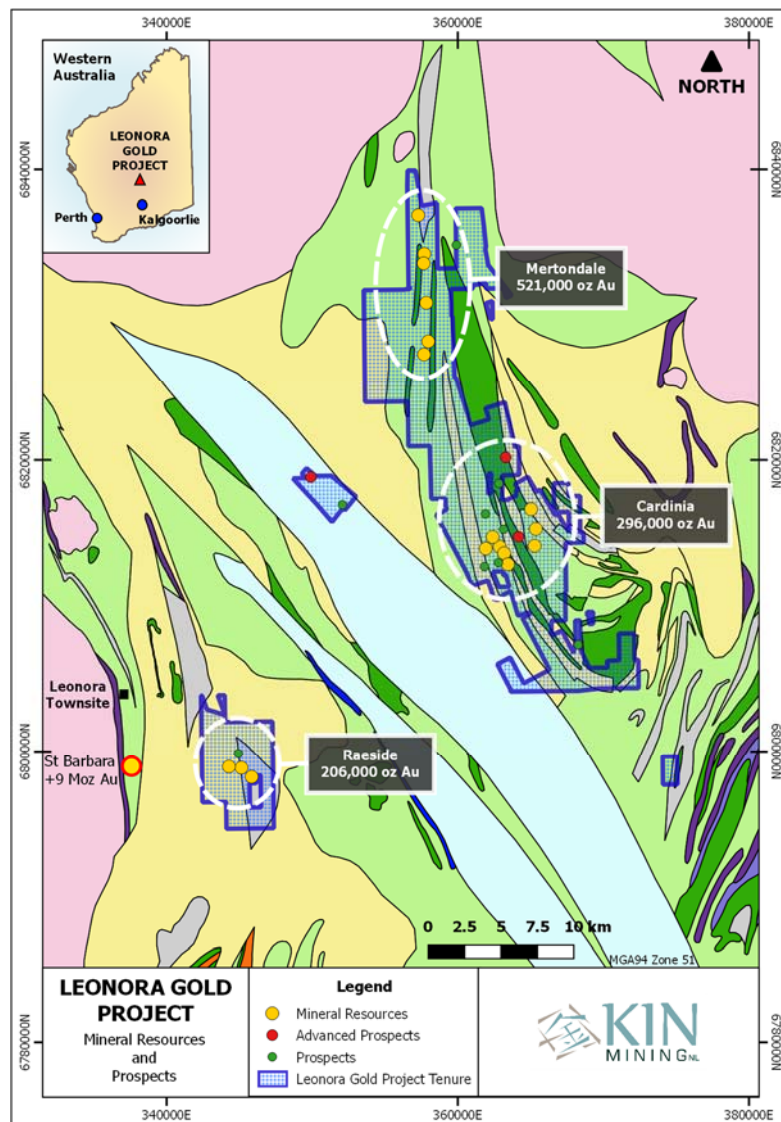 340000E
360000E
380000E
Western
Australia
LEONORA
GOLD
PROJECT
Perth
Kalgoorlie
NORTH
6840000N
6840000N
Mertondale
521,000 oz Au
6820000N
6820000N
Cardinia
296,000 oz Au
Leonora
Townsite
St Barbara
+9 Moz Au
6800000N
6800000N
Raeside
206,000 oz Au
0 2.5 5 7.5 10 km
MGA94 Zone 51
LEONORA GOLD
PROJECT
Mineral Resources
and
Prospects
Legend
Mineral Resources
Advanced Prospects
Prospects
Leonora Gold Project Tenure
KIN
MINING NL
6780000N
6780000N
340000E
360000E
380000E